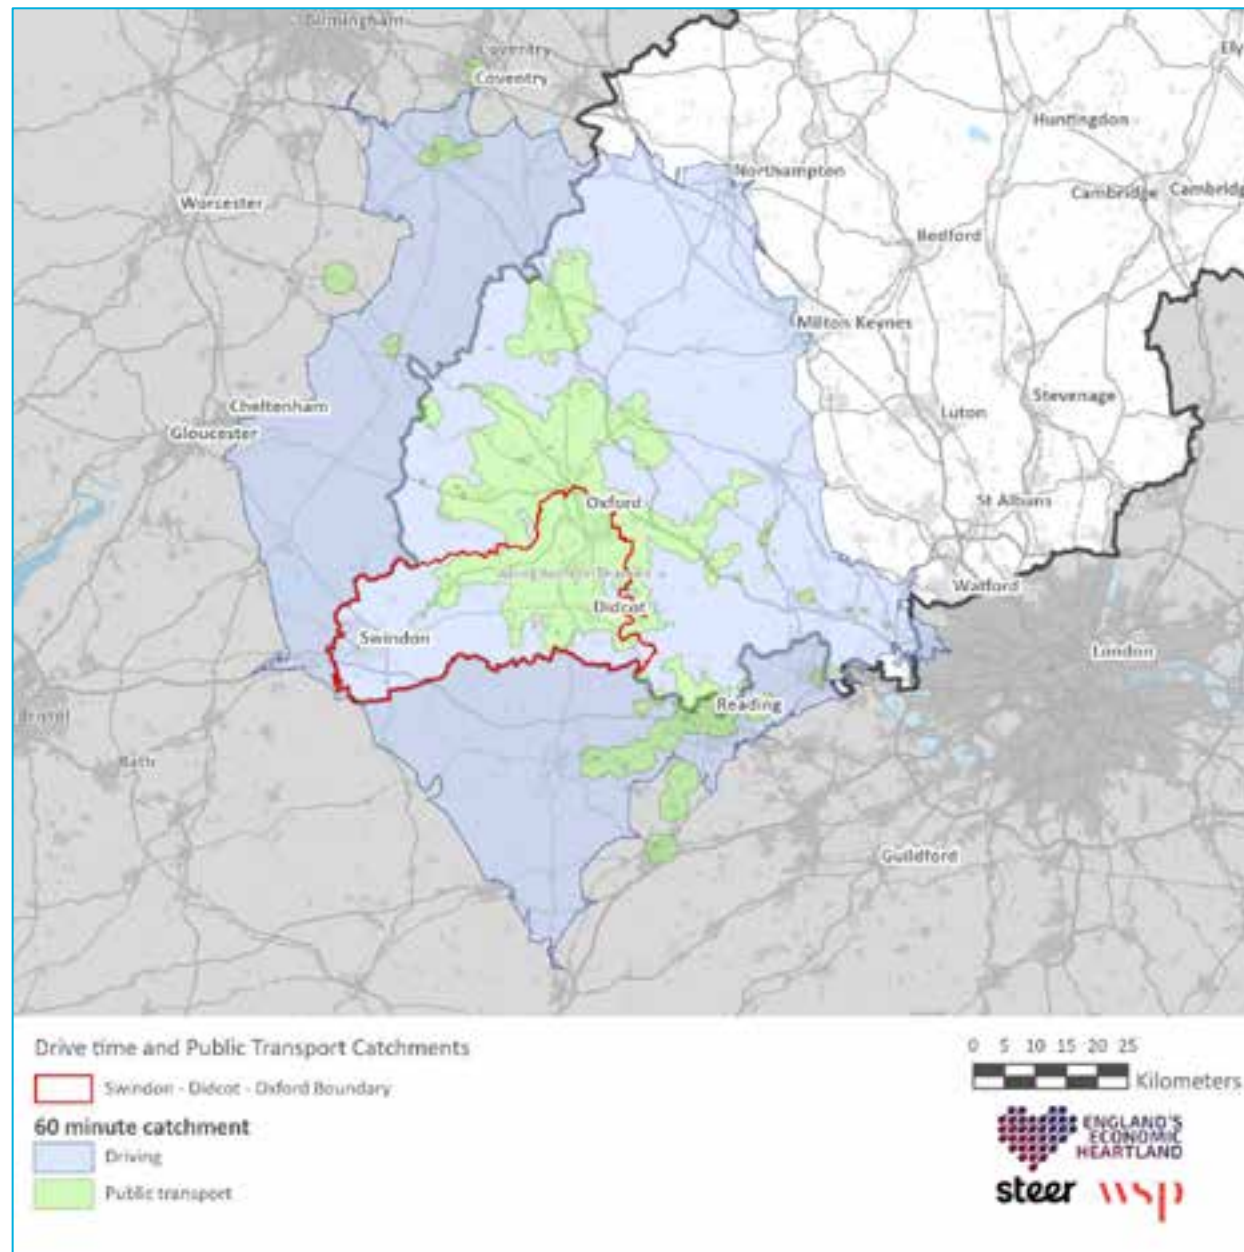 Birmingham
Coventry
Coventry
Ely
Huntingdon
Northampton
Cambridge
Worcester
Bedford
Milton Keynes
Cheltenham
Stevenage
Luton
Gloucester
Oxford
St Albans
Watford
Didcot
Swindon
London
Reading
Bristol
Bath
Guildford
Drive time and Public Transport Catchments
Swindon - Didcot - Oxford Boundary
60 minute catchment
Driving
Public transport
0 5 10 15 20 25
Kilometers
ENGLAND'S
ECONOMIC
HEARTLAND
steer wsp